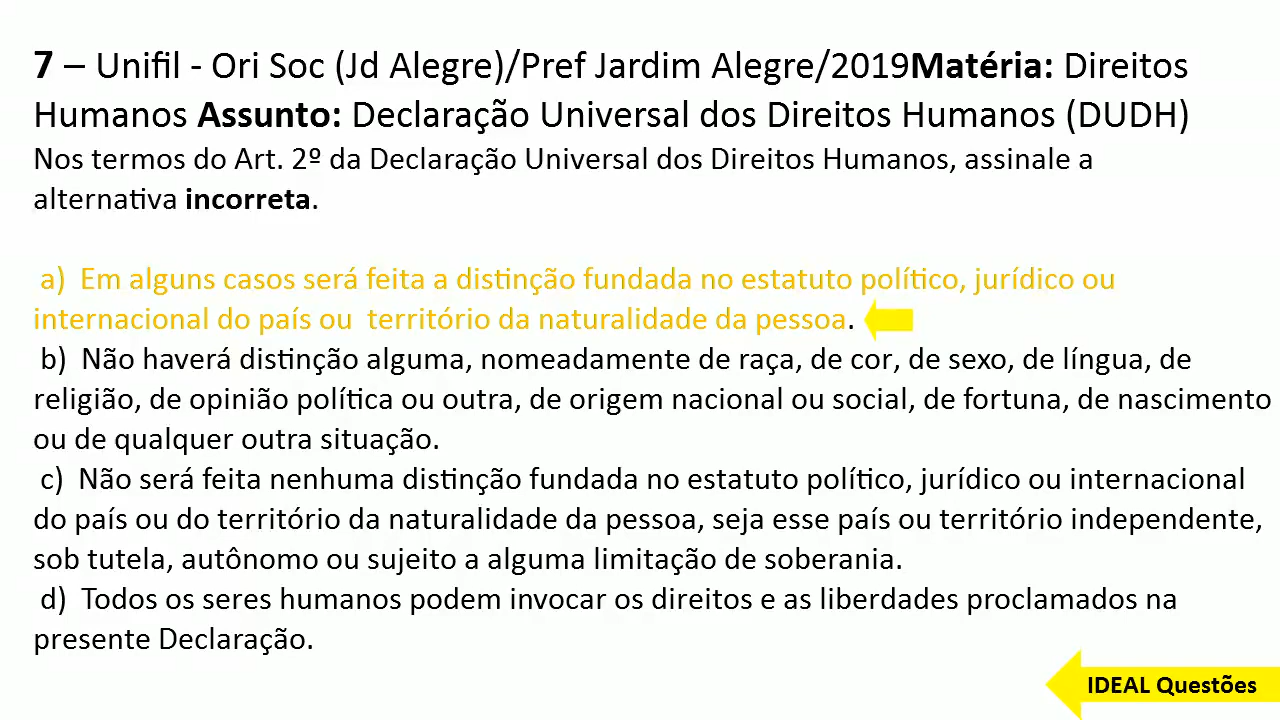 7 – Unifil - Ori Soc (Jd Alegre)/Pref Jardim Alegre/2019Matéria: Direitos
Humanos Assunto: Declaração Universal dos Direitos Humanos (DUDH)
Nos termos do Art. 2º da Declaração Universal dos Direitos Humanos, assinale a
alternativa incorreta.
a) Em alguns casos será feita a distinção fundada no estatuto político, jurídico ou
internacional do país ou território da naturalidade da pessoa.
b) Não haverá distinção alguma, nomeadamente de raça, de cor, de sexo, de língua, de
religião, de opinião política ou outra, de origem nacional ou social, de fortuna, de nascimento
ou de qualquer outra situação.
c) Não será feita nenhuma distinção fundada no estatuto político, jurídico ou internacional
do país ou do território da naturalidade da pessoa, seja esse país ou território independente,
sob tutela, autônomo ou sujeito a alguma limitação de soberania.
d) Todos os seres humanos podem invocar os direitos e as liberdades proclamados na
presente Declaração.
IDEAL Questões